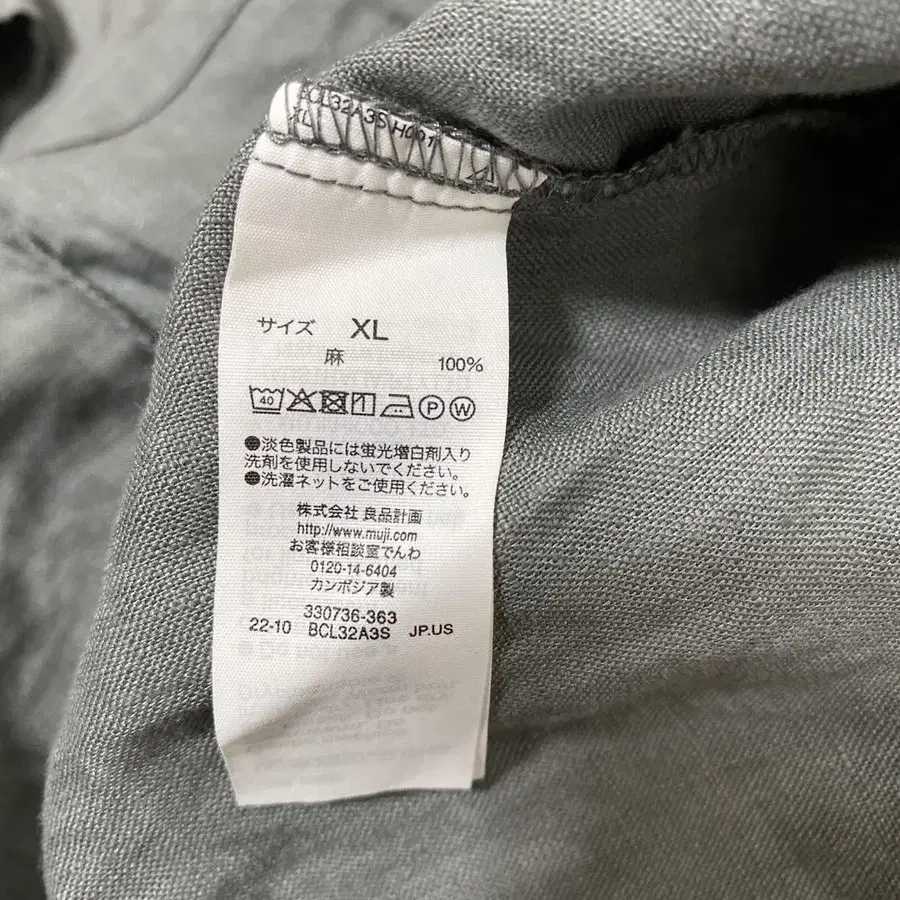 CL32A3S H001
XL
サイズ XL
麻 100%
40 P W
●淡色製品には蛍光増白剤入り
洗剤を使用しないでください。
●洗濯ネットをご使用ください。
株式会社 良品計画
http://www.muji.com
お客様相談室でんわ
0120-14-6404
カンボジア製
330736-363
22-10 BCL32A3S JP.US